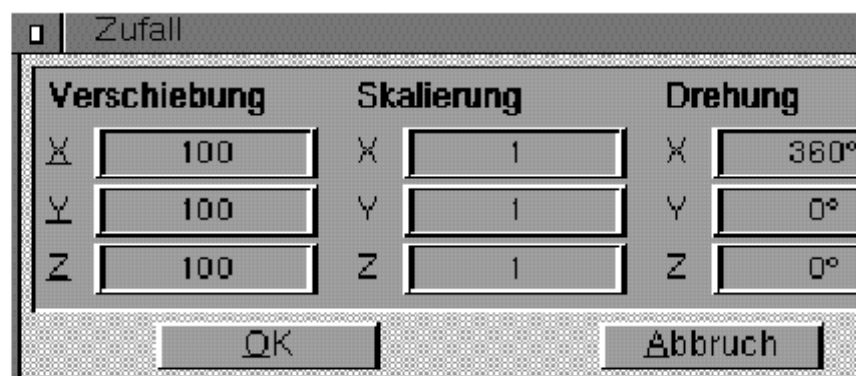 Zufall
Verschiebung Skalierung Drehung
X 100 X 1 X 360°
Y 100 Y 1 Y 0°
Z 100 Z 1 Z 0°
OK Abbruch